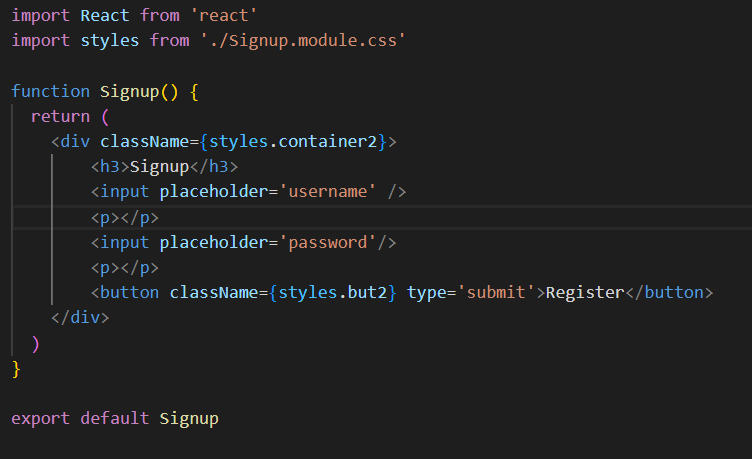 import React from 'react'
import styles from './Signup.module.css'

function Signup() {
  return (
    <div className={styles.container2}>
        <h3>Signup</h3>
        <input placeholder='username' />
        <p></p>
        <input placeholder='password'/>
        <p></p>
        <button className={styles.but2} type='submit'>Register</button>
    </div>
  )
}

export default Signup